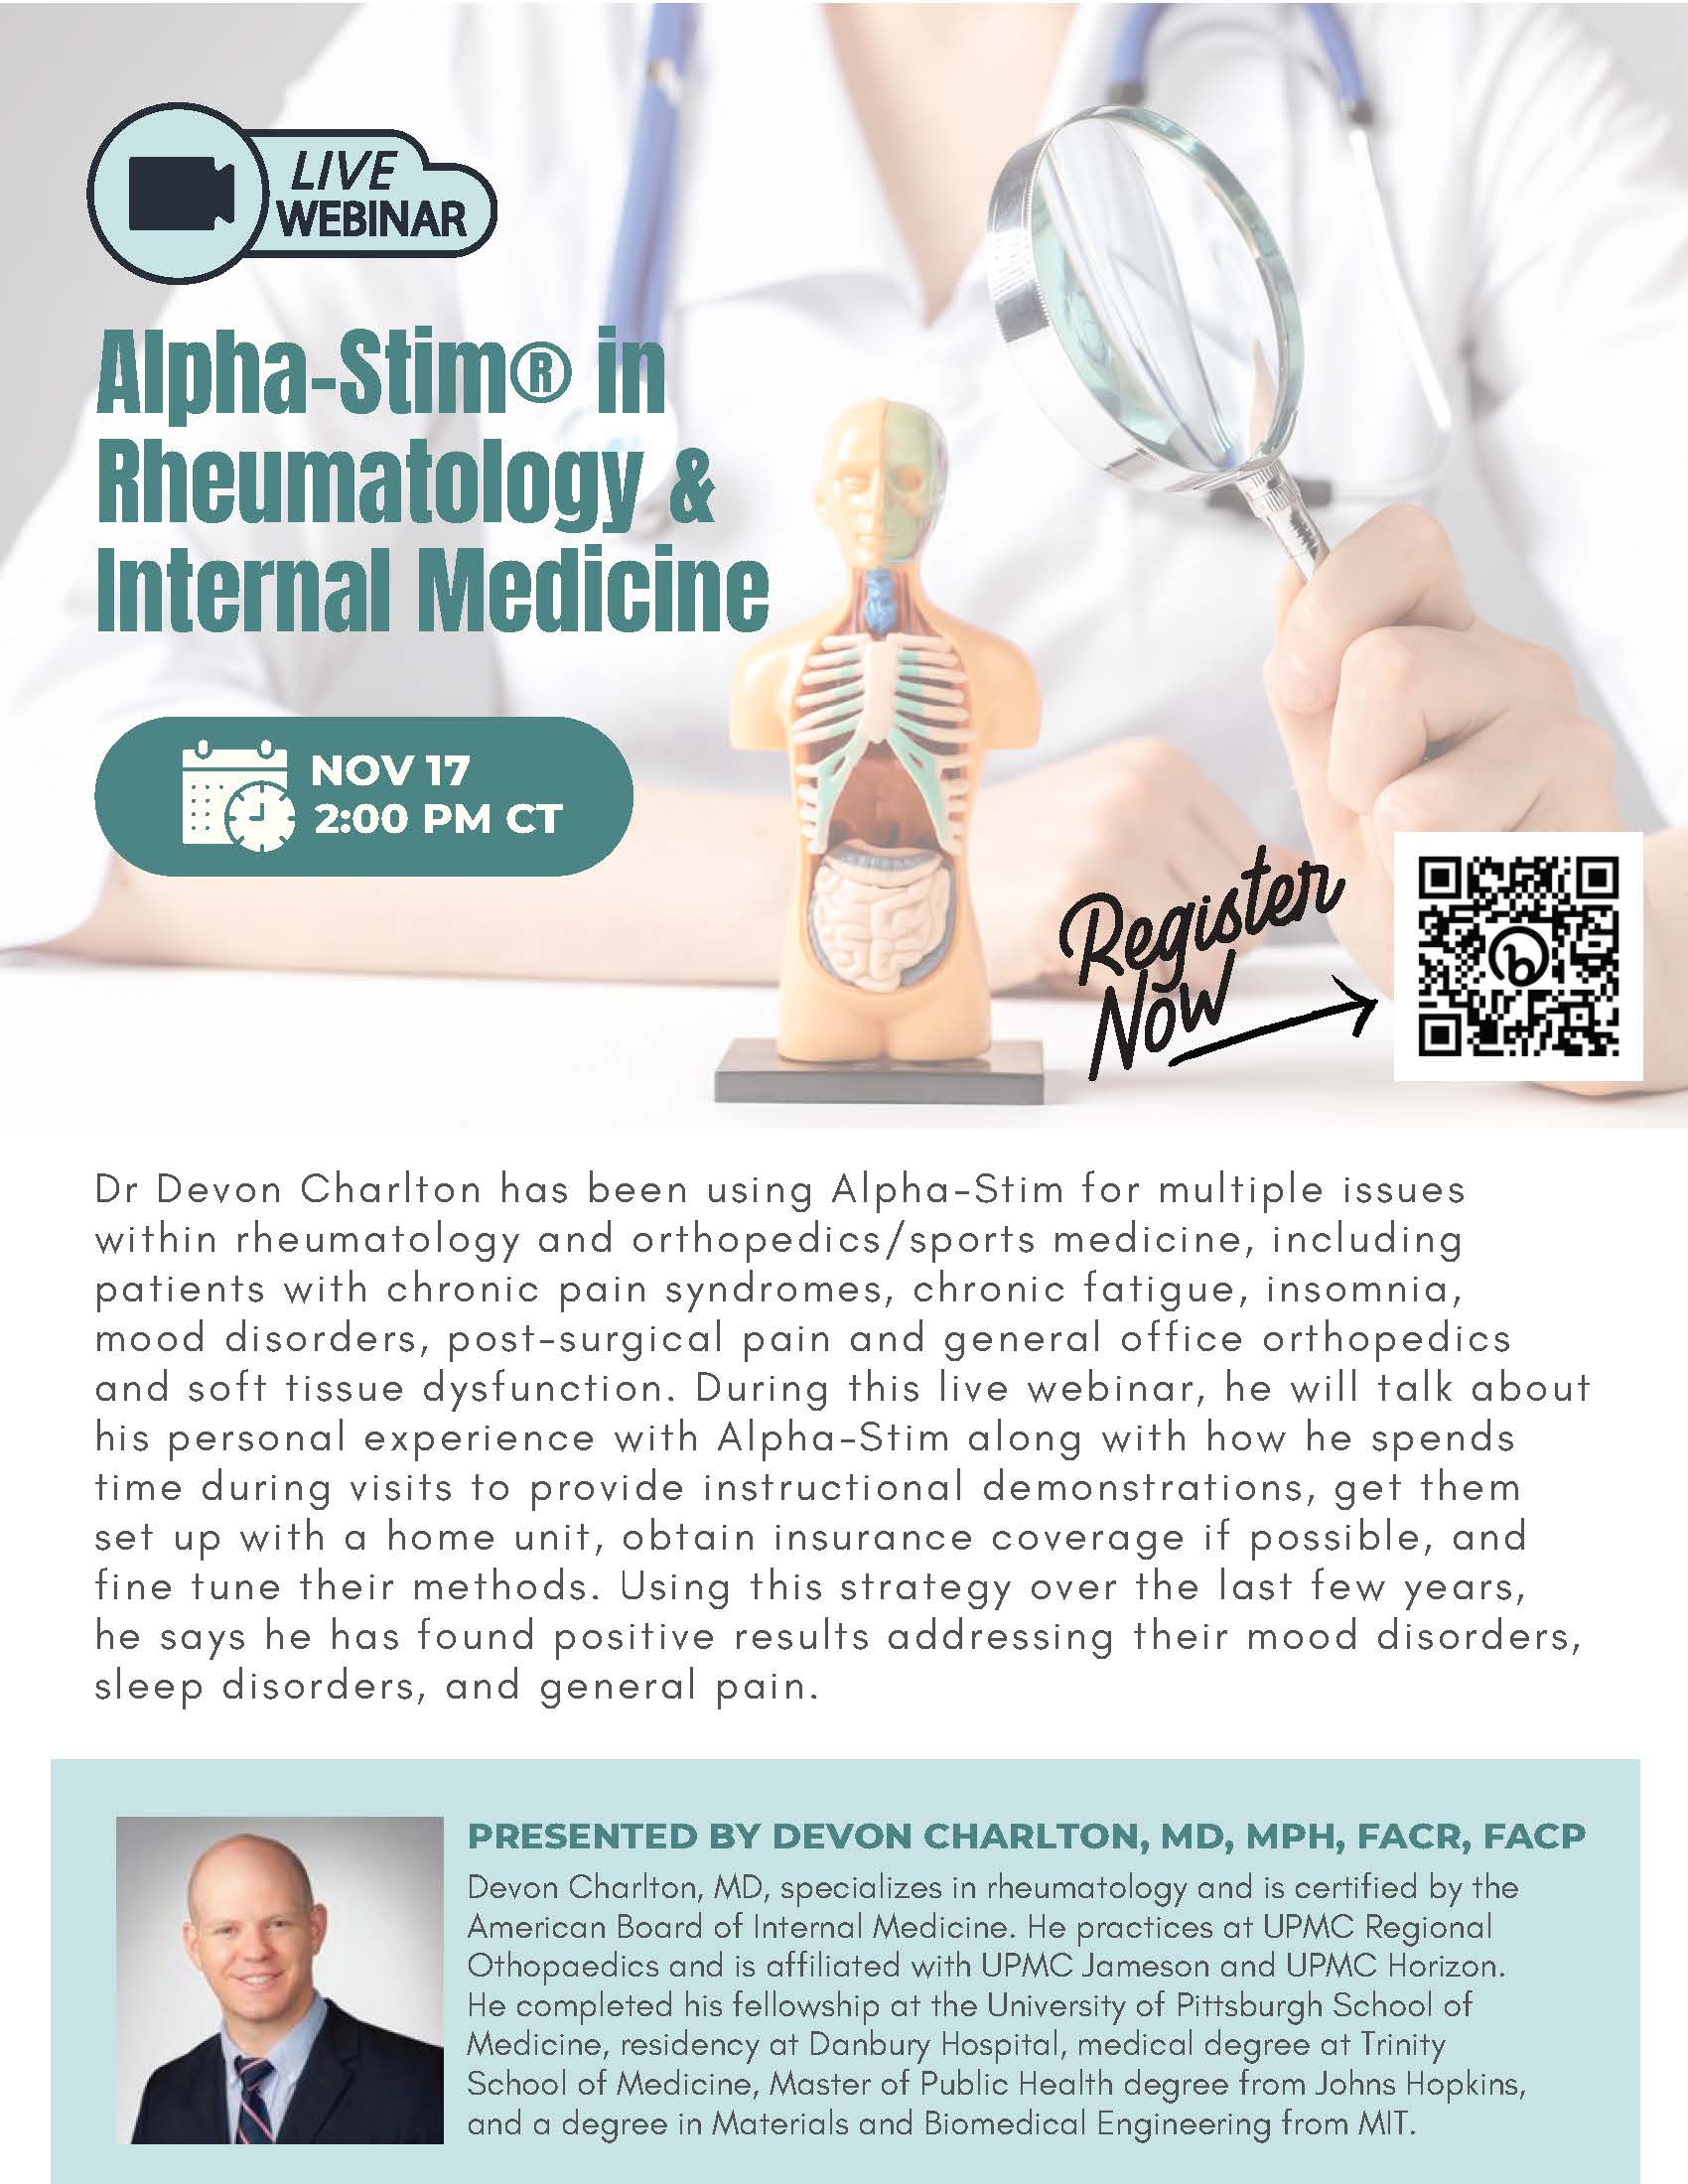 LIVE
WEBINAR
Alpha-Stim® in
Rheumatology &
Internal Medicine
NOV 17
2:00 PM CT
Register
Now
Dr Devon Charlton has been using Alpha-Stim for multiple issues
within rheumatology and orthopedics/sports medicine, including
patients with chronic pain syndromes, chronic fatigue, insomnia,
mood disorders, post-surgical pain and general office orthopedics
and soft tissue dysfunction. During this live webinar, he will talk about
his personal experience with Alpha-Stim along with how he spends
time during visits to provide instructional demonstrations, get them
set up with a home unit, obtain insurance coverage if possible, and
fine tune their methods. Using this strategy over the last few years,
he says he has found positive results addressing their mood disorders,
sleep disorders, and general pain.
PRESENTED BY DEVON CHARLTON, MD, MPH, FACR, FACP
Devon Charlton, MD, specializes in rheumatology and is certified by the
American Board of Internal Medicine. He practices at UPMC Regional
Othopaedics and is affiliated with UPMC Jameson and UPMC Horizon.
He completed his fellowship at the University of Pittsburgh School of
Medicine, residency at Danbury Hospital, medical degree at Trinity
School of Medicine, Master of Public Health degree from Johns Hopkins,
and a degree in Materials and Biomedical Engineering from MIT.